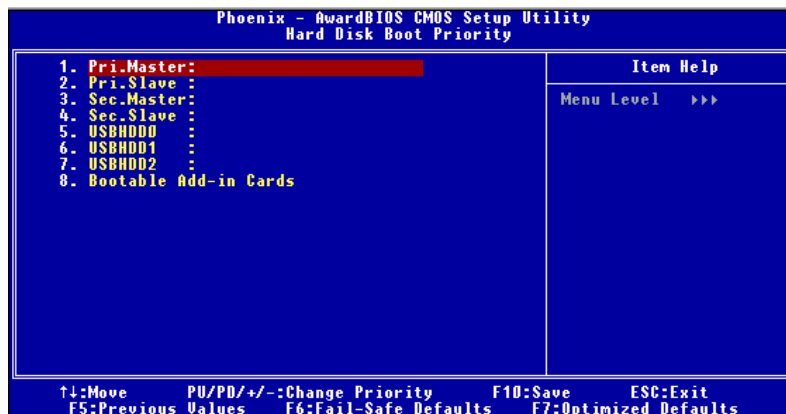 Phoenix - AwardBIOS CMOS Setup Utility
Hard Disk Boot Priority
1. Pri.Master:
2. Pri.Slave :
3. Sec.Master:
4. Sec.Slave :
5. USBHDD0 :
6. USBHDD1 :
7. USBHDD2 :
8. Bootable Add-in Cards
Item Help
Menu Level ►►►
↑↓:Move PU/PD/+/-:Change Priority F10:Save ESC:Exit
F5:Previous Values F6:Fail-Safe Defaults F7:Optimized Defaults